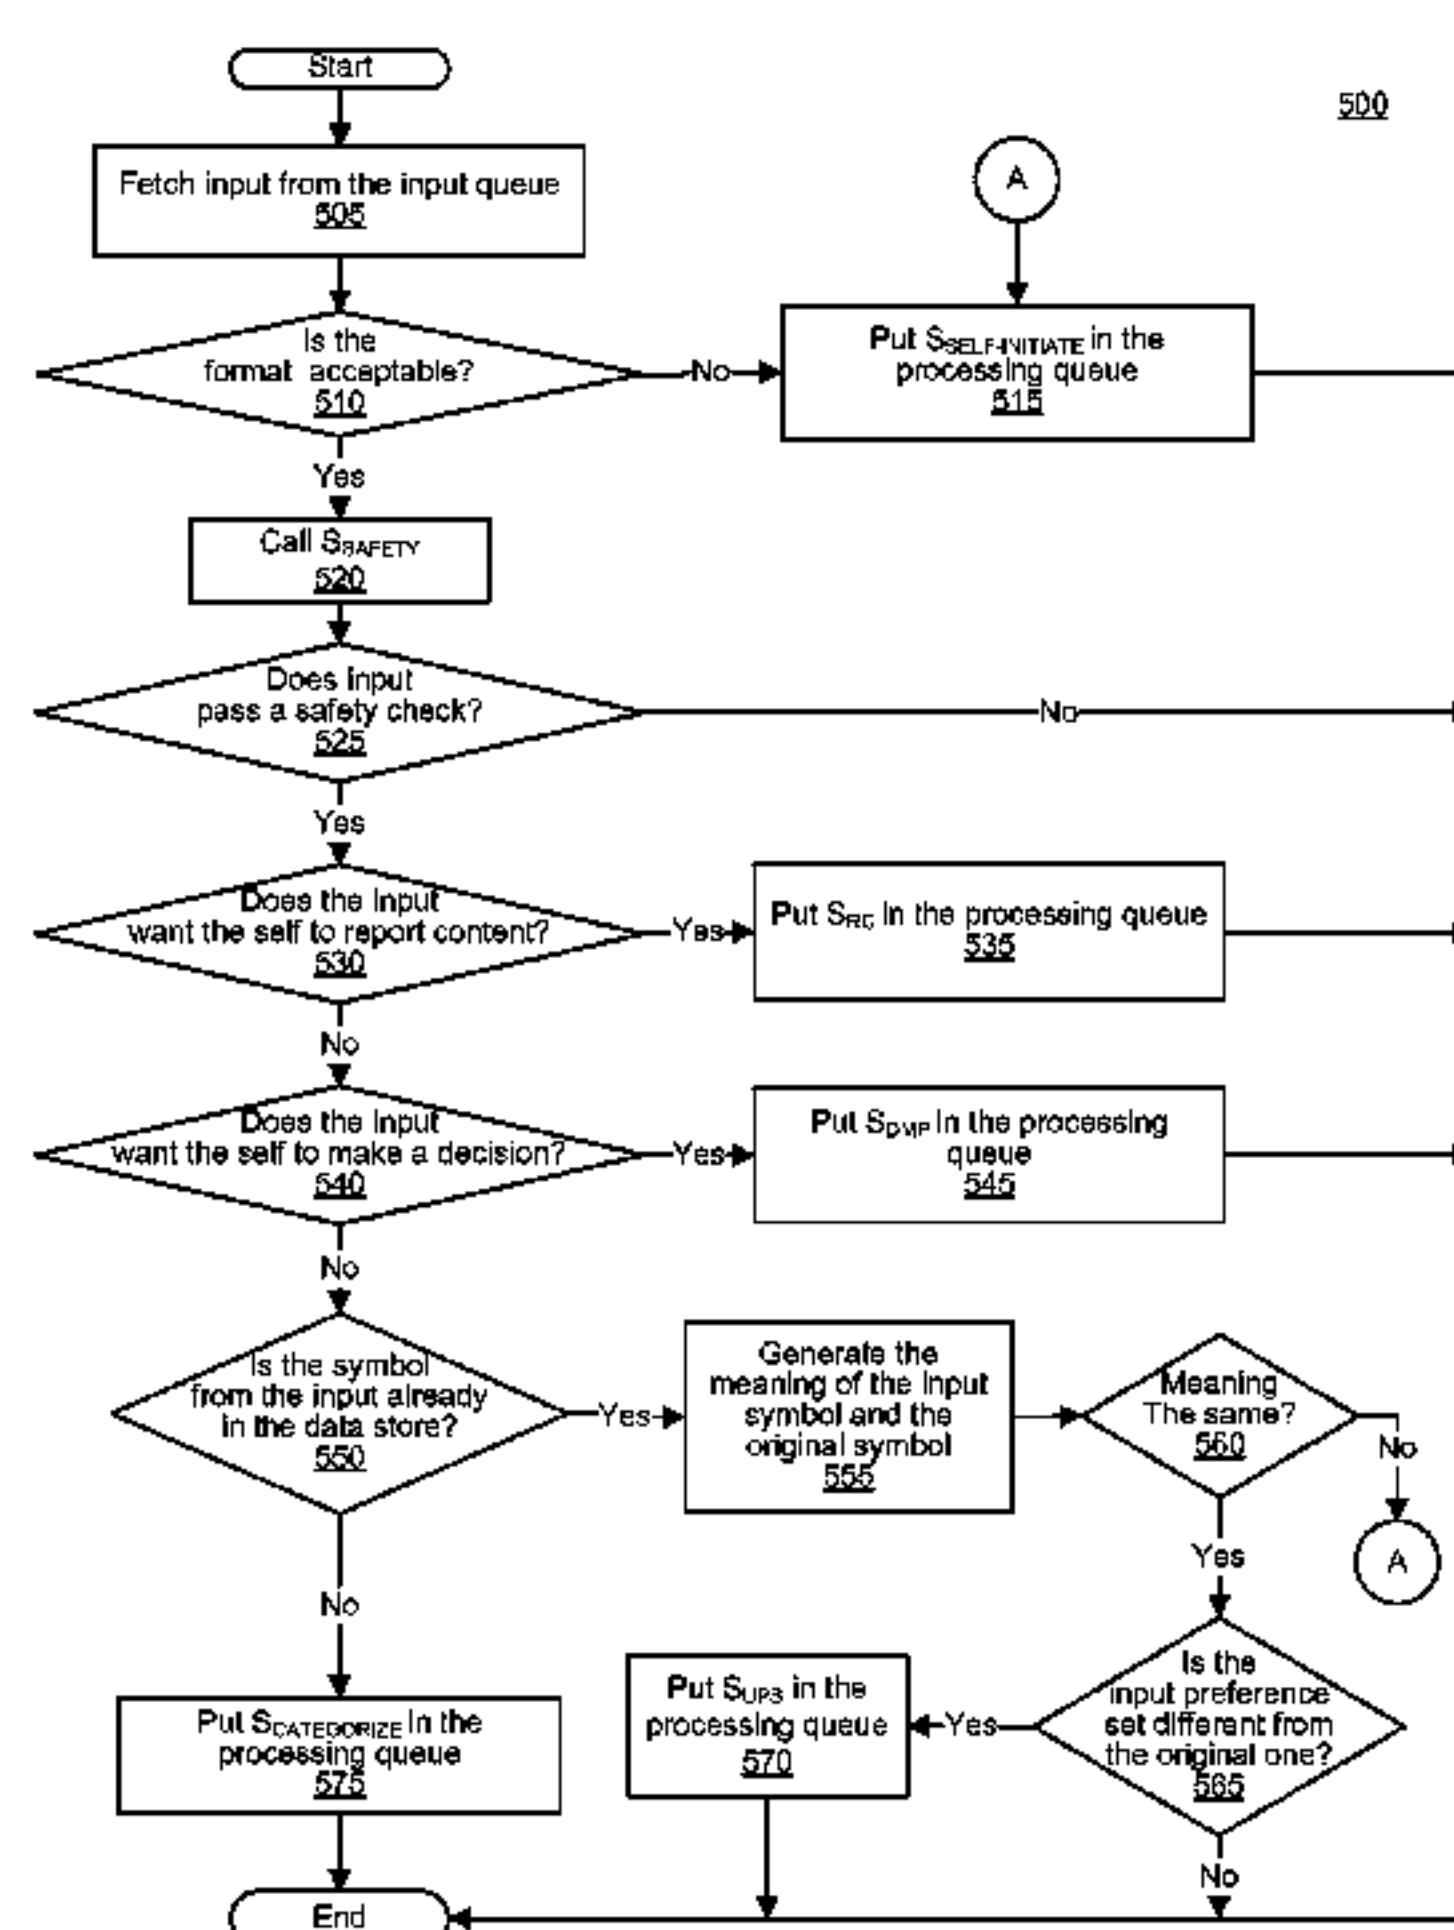 Start
500
Fetch input from the input queue
505
A
Is the
format acceptable?
510
No
Put SSELF-INITIATE in the
processing queue
515
Yes
Call SSAFETY
520
Does input
pass a safety check?
525
No
Yes
Does the input
want the self to report content?
530
Yes
Put SRC in the processing queue
535
No
Does the input
want the self to make a decision?
540
Yes
Put SDMP in the processing
queue
545
No
Is the symbol
from the input already
in the data store?
550
Yes
Generate the
meaning of the input
symbol and the
original symbol
555
Meaning
The same?
560
No
A
Yes
No
Is the
input preference
set different from
the original one?
565
Yes
Put SUPS in the
processing queue
570
Put SCATEGORIZE in the
processing queue
575
No
End